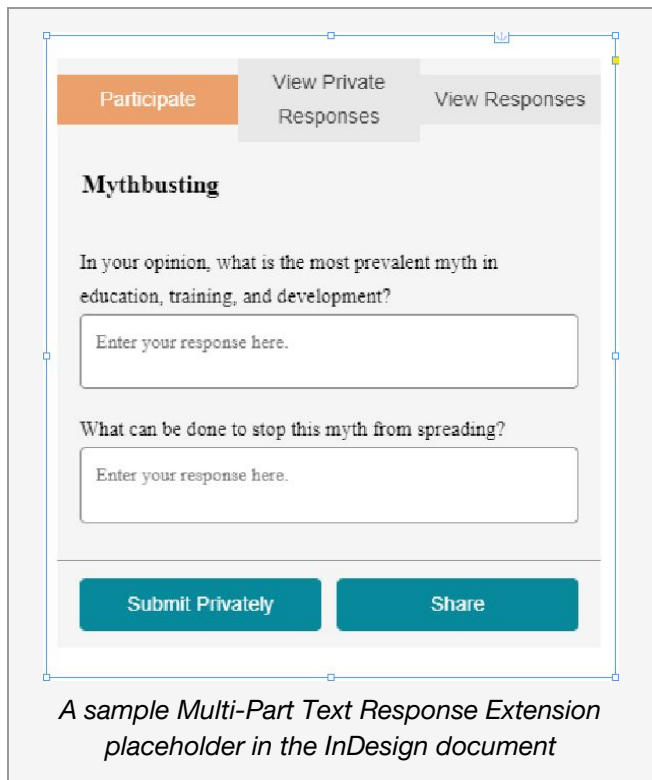 Participate
View Private
Responses
View Responses
Mythbusting
In your opinion, what is the most prevalent myth in
education, training, and development?
Enter your response here.
What can be done to stop this myth from spreading?
Enter your response here.
Submit Privately
Share
A sample Multi-Part Text Response Extension
placeholder in the InDesign document